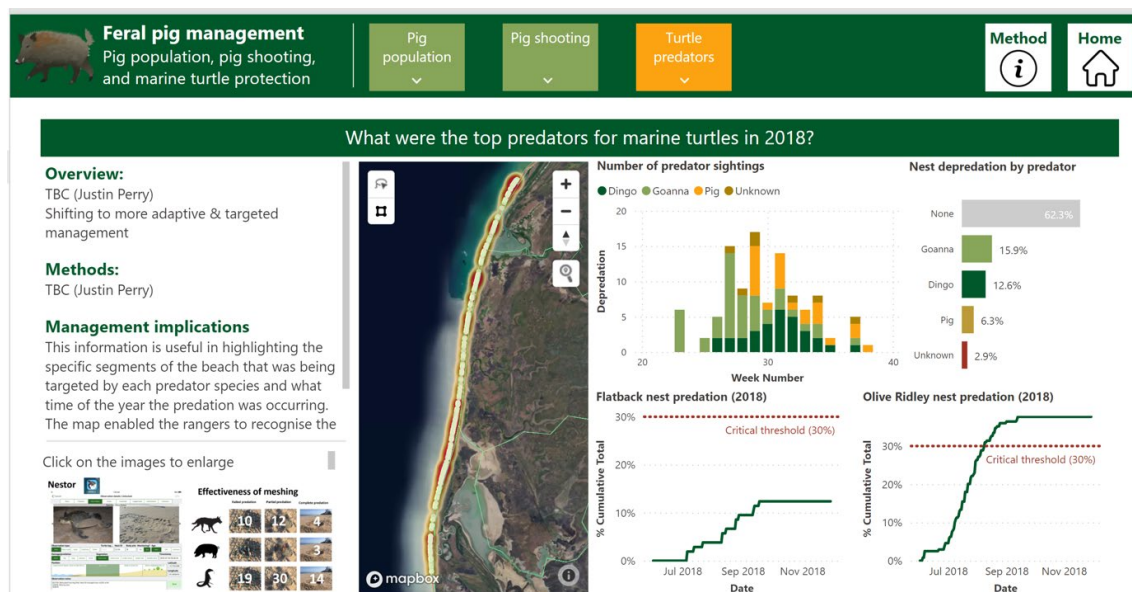 Feral pig management
Pig population, pig shooting,
and marine turtle protection
Pig
population
Pig shooting
Turtle
predators
Method
i
Home
What were the top predators for marine turtles in 2018?
Overview:
TBC (Justin Perry)
Shifting to more adaptive & targeted
management
Methods:
TBC (Justin Perry)
Management implications
This information is useful in highlighting the
specific segments of the beach that was being
targeted by each predator species and what
time of the year the predation was occurring.
The map enabled the rangers to recognise the
Click on the images to enlarge
Nestor
Effectiveness of meshing
10
12
4
3
19
30
14
mapbox
Number of predator sightings
Dingo Goanna Pig Unknown
Depredation
20
15
10
5
0
20 30 40
Week Number
Nest depredation by predator
None 62.3%
Goanna 15.9%
Dingo 12.6%
Pig 6.3%
Unknown 2.9%
Flatback nest predation (2018)
% Cumulative Total
30%
Critical threshold (30%)
20%
10%
0%
Jul 2018 Sep 2018 Nov 2018
Date
Olive Ridley nest predation (2018)
% Cumulative Total
30%
Critical threshold (30%)
20%
10%
0%
Jul 2018 Sep 2018 Nov 2018
Date